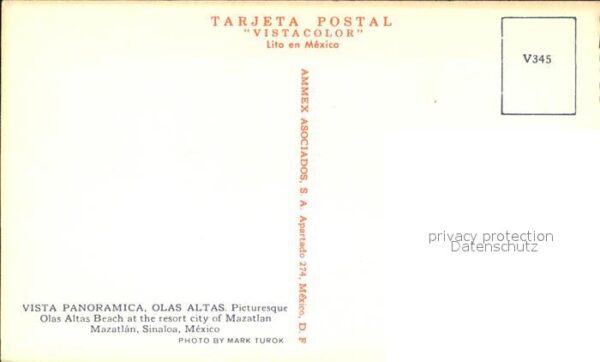 TARJETA POSTAL
"VISTACOLOR"
Lito en México
V345
AMMEX ASOCIADOS, S. A. Apartado 274, México, D. F
privacy protection
Datenschutz
VISTA PANORAMICA, OLAS ALTAS. Picturesque
Olas Altas Beach at the resort city of Mazatlan
Mazatlán, Sinaloa, México
PHOTO BY MARK TUROK